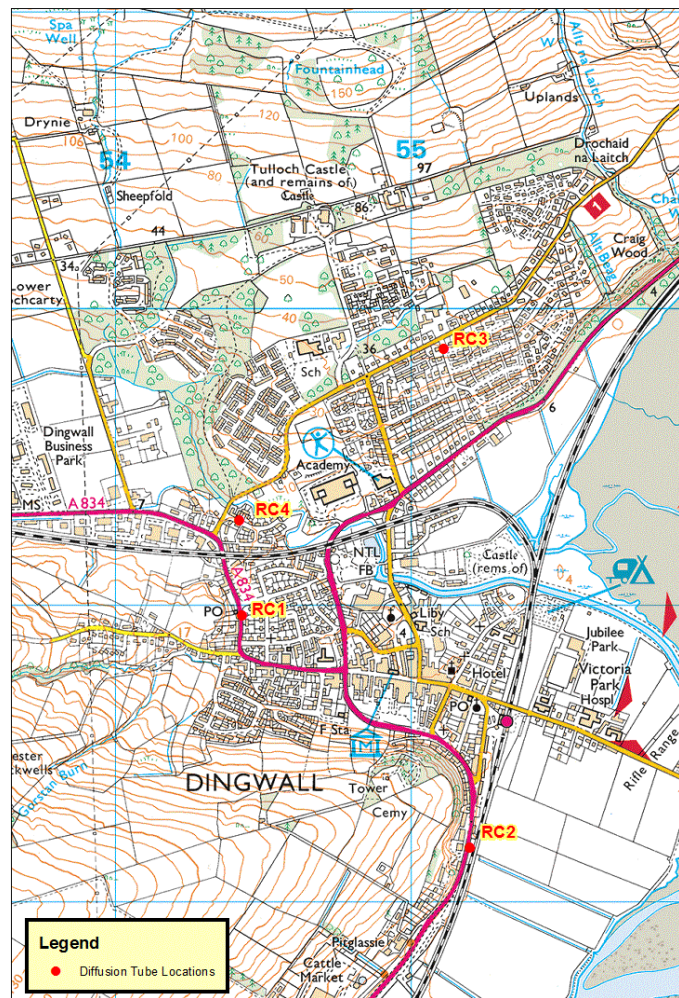 Spa
Well
Fountainhead
150
W
Allt na Laitch
Uplands
120
Drynie
106
100
54
80
55
97
Drochaid
na Laitch
Tulloch Castle
(and remains of)
Castle
Sheepfold
86
1
44
60
Craig
Wood
Allt Beag
34
50
4
40
36
RC3
Sch
30
6
Dingwall
Business
Park
Academy
MS
A 834
7
RC4
NTL
FB
Castle
(rems of)
A 834
PO
RC1
Liby
Sch
4
17
Jubilee
Park
Hotel
Victoria
Park
Hospl
PO
F Sta
M
Rifle Range
DINGWALL
Tower
Cemy
RC2
Pitglassie
Cattle
Market
Legend
Diffusion Tube Locations